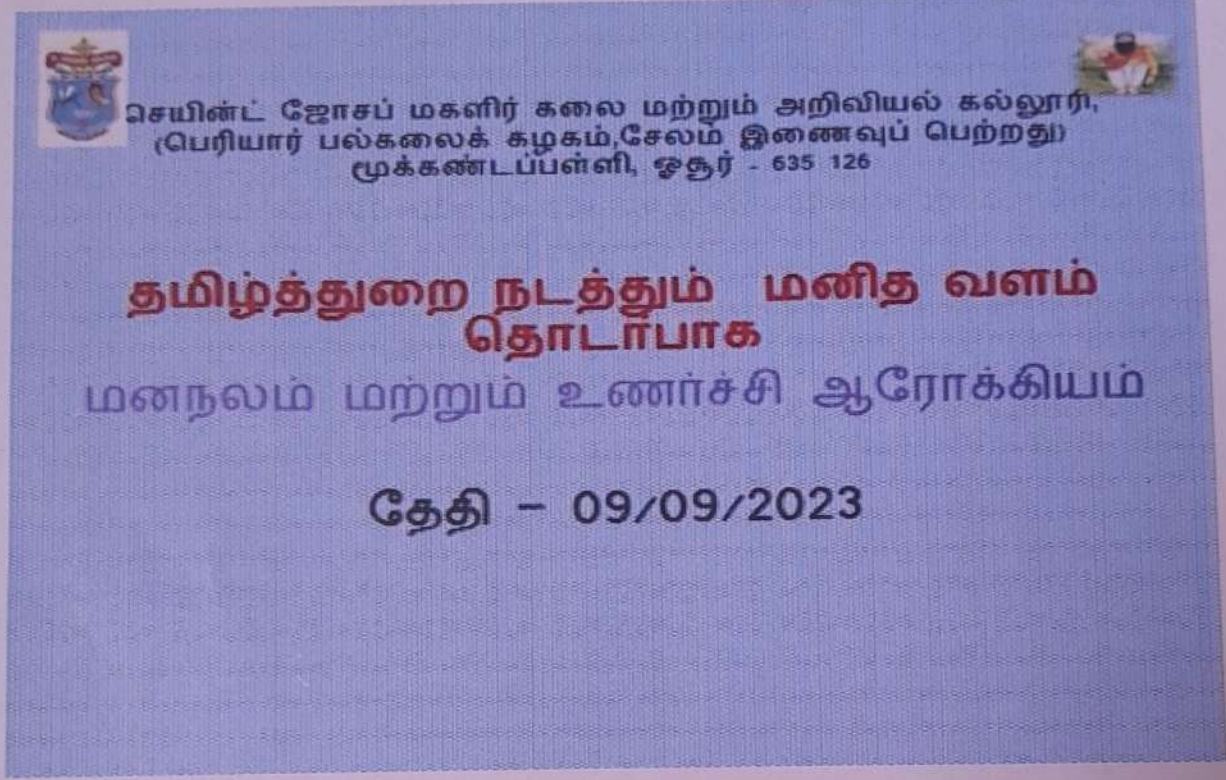 செயின்ட் ஜோசப் மகளிர் கலை மற்றும் அறிவியல் கல்லூரி,
(பெரியார் பல்கலைக் கழகம்,சேலம் இணைவுப் பெற்றது)
மூக்கண்டப்பள்ளி, ஓசூர் - 635 126
தமிழ்த்துறை நடத்தும் மனித வளம்
தொடர்பாக
மனநலம் மற்றும் உணர்ச்சி ஆரோக்கியம்
தேதி - 09/09/2023